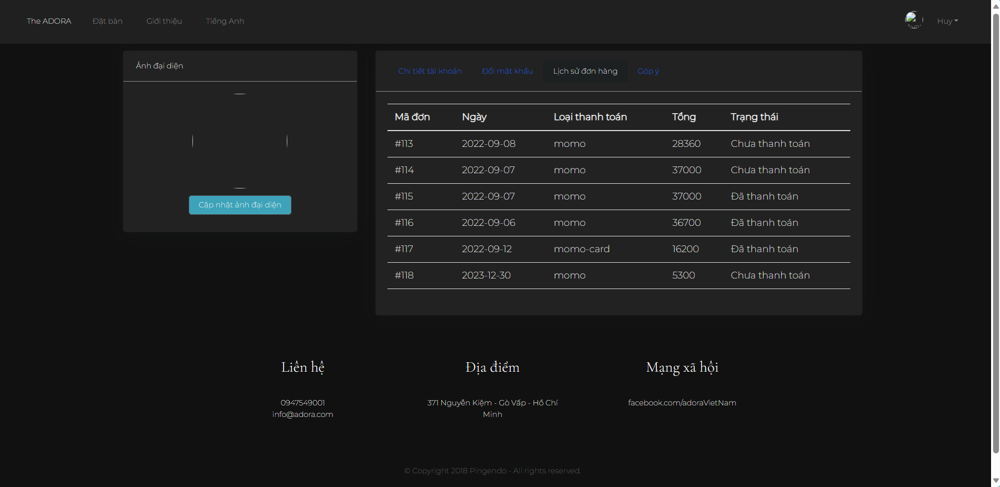 The ADORA Đặt bàn Giới thiệu Tiếng Anh Huy
Ảnh đại diện
Cập nhật ảnh đại diện
Chi tiết tài khoản Đổi mật khẩu Lịch sử đơn hàng Góp ý
Mã đơn Ngày Loại thanh toán Tổng Trạng thái
#113 2022-09-08 momo 28360 Chưa thanh toán
#114 2022-09-07 momo 37000 Chưa thanh toán
#115 2022-09-07 momo 37000 Đã thanh toán
#116 2022-09-06 momo 36700 Đã thanh toán
#117 2022-09-12 momo-card 16200 Đã thanh toán
#118 2023-12-30 momo 5300 Chưa thanh toán
Liên hệ
0947549001
info@adora.com
Địa điểm
371 Nguyễn Kiệm - Gò Vấp - Hồ Chí
Minh
Mạng xã hội
facebook.com/adoraVietNam
© Copyright 2018 Pingendo - All rights reserved.